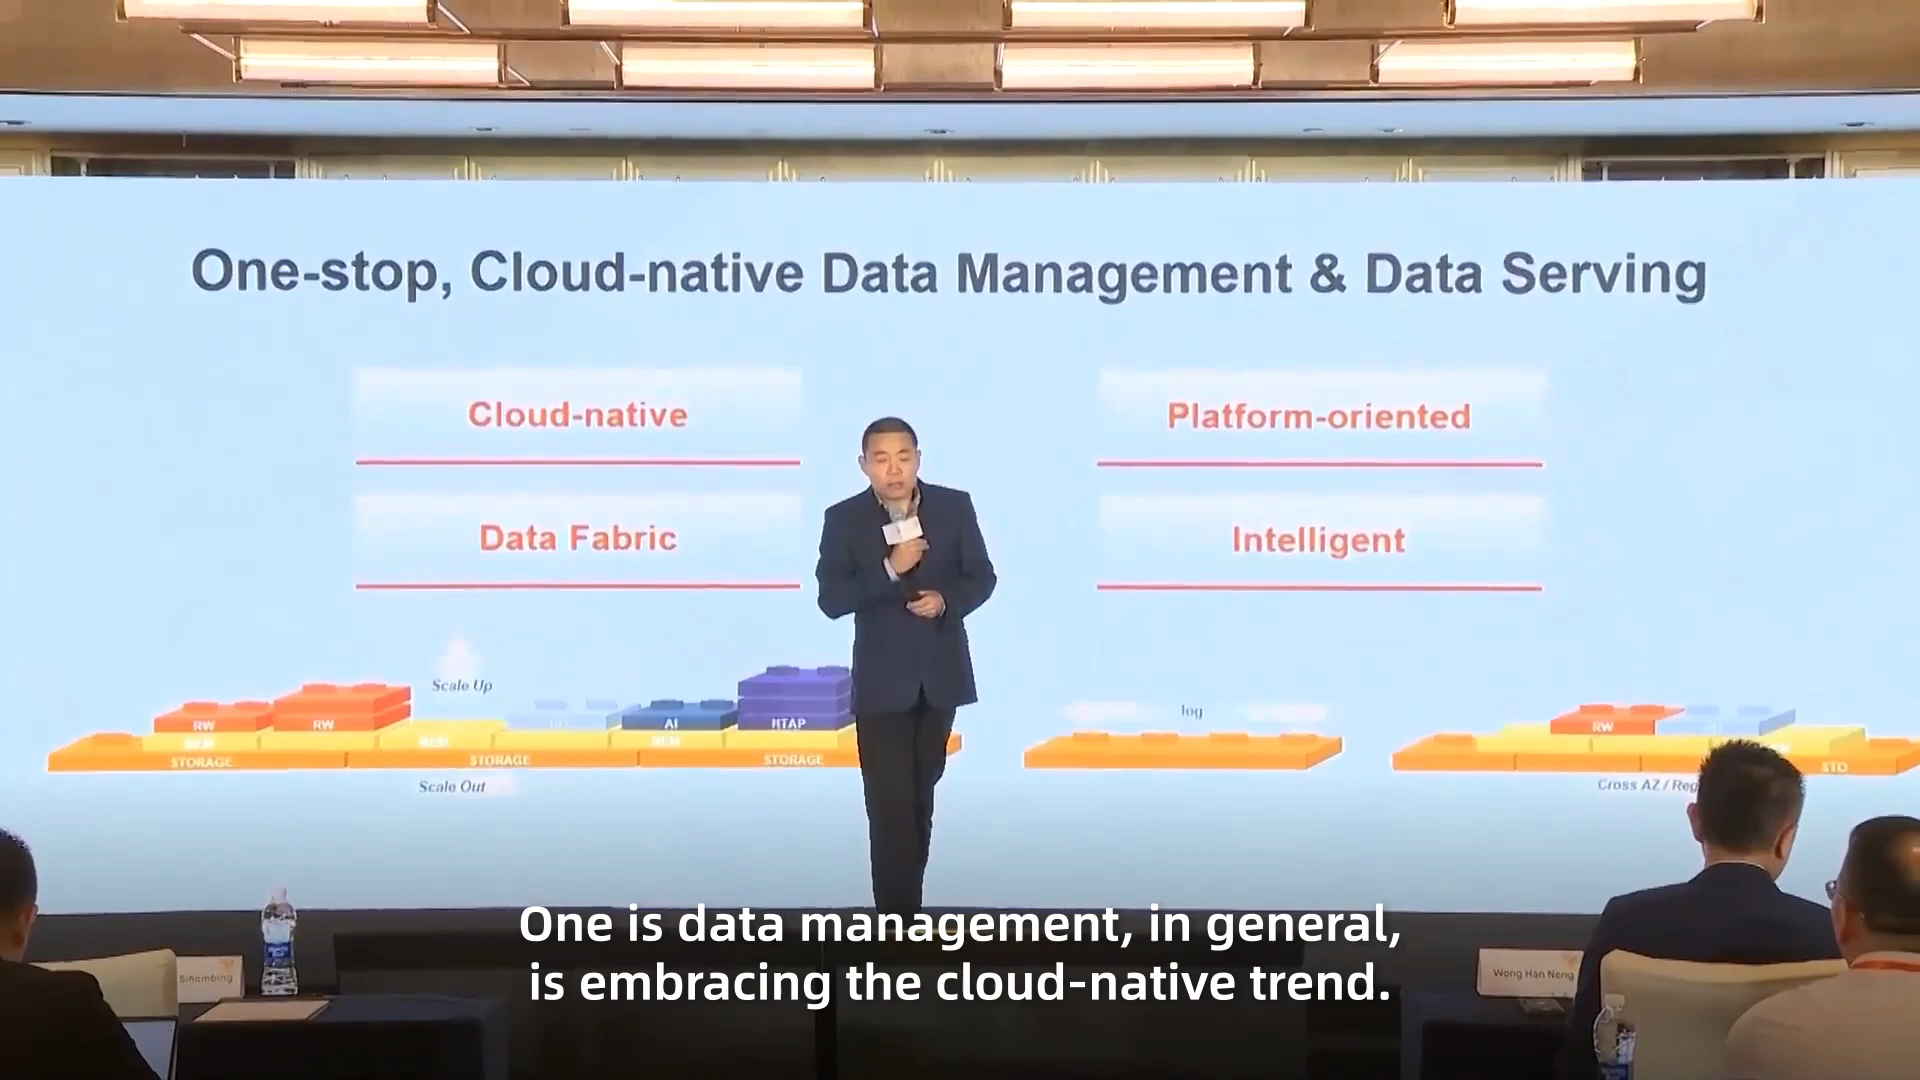 One-stop, Cloud-native Data Management & Data Serving
Cloud-native
Platform-oriented
Data Fabric
Intelligent
Scale Up
log
RW
RW
AI
HTAP
RW
STORAGE
STORAGE
STORAGE
STO
Scale Out
Cross AZ / Reg
One is data management, in general,
is embracing the cloud-native trend.
Sihombing
Wong Han Neng